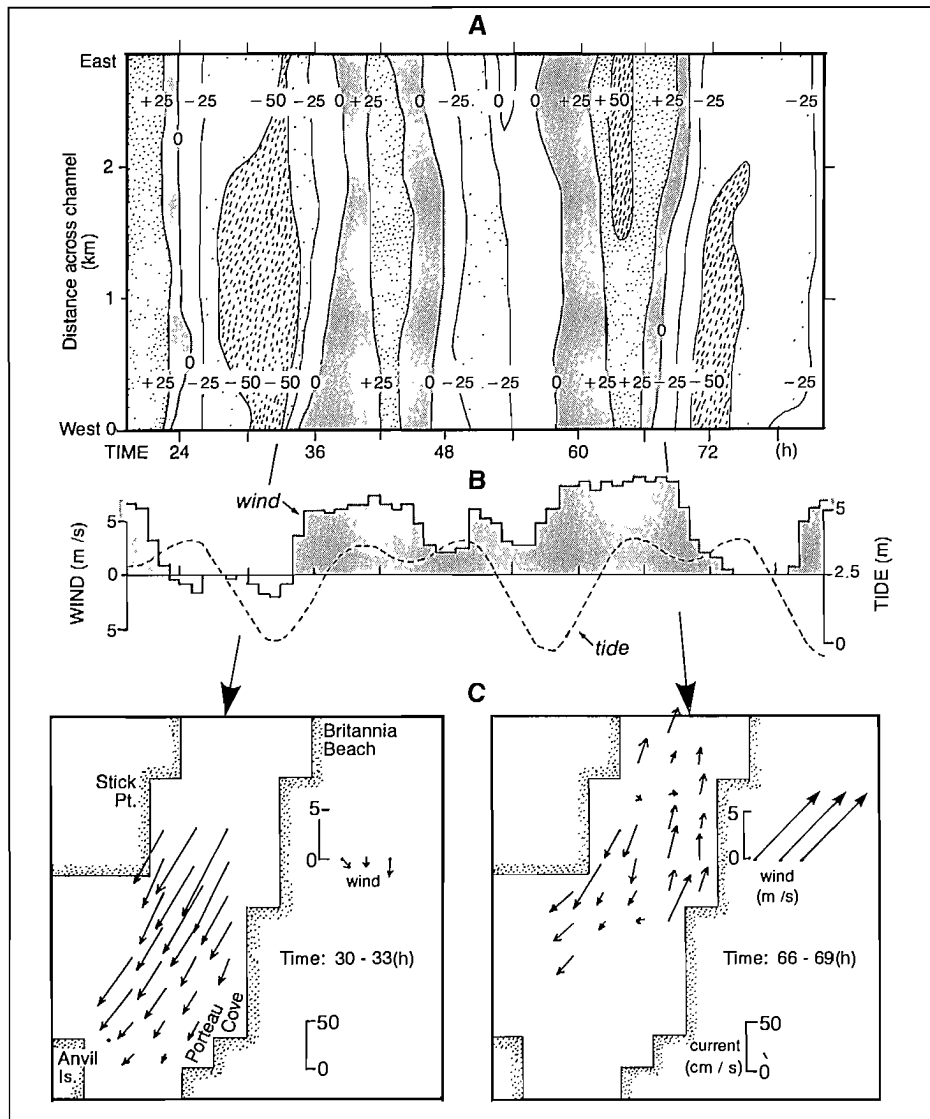 A
East
+25 -25 -50 -25 0 +25 0 -25. 0 0 +25 +50 +25 -25 -25
0 0
2
1
Distance across channel
(km)
0 0
+25 -25 -50 -50 0 +25 0 -25 -25 0 +25 +25 -25 -50. -25
West 0
TIME 24 36 48 60 72 (h)
B
wind
5
0
5
WIND (m /s)
5
2.5
0
TIDE (m)
tide
C
Britannia
Beach
Stick
Pt.
5
0
wind
Time: 30 - 33(h)
Porteau
Cove
Anvil
Is.
50
0
5
0
wind
(m /s)
Time: 66 - 69(h)
50
current
(cm / s) 0